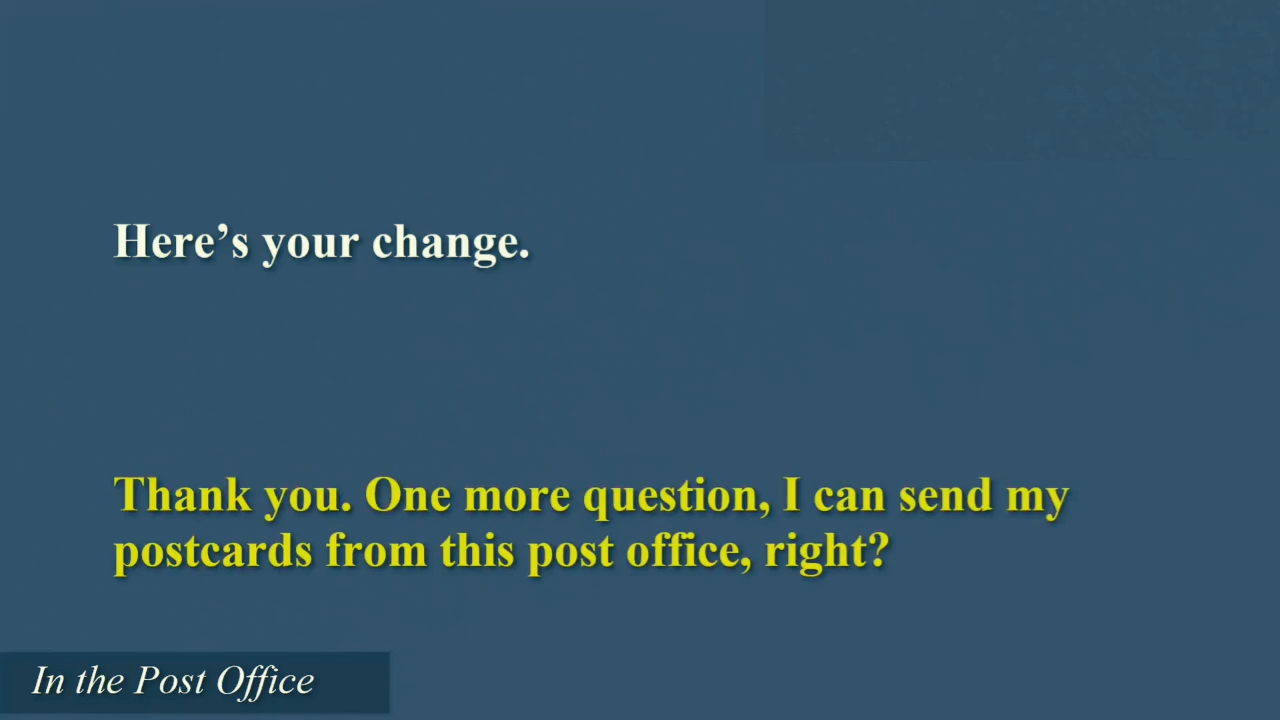 Here’s your change.
Thank you. One more question, I can send my
postcards from this post office, right?
In the Post Office